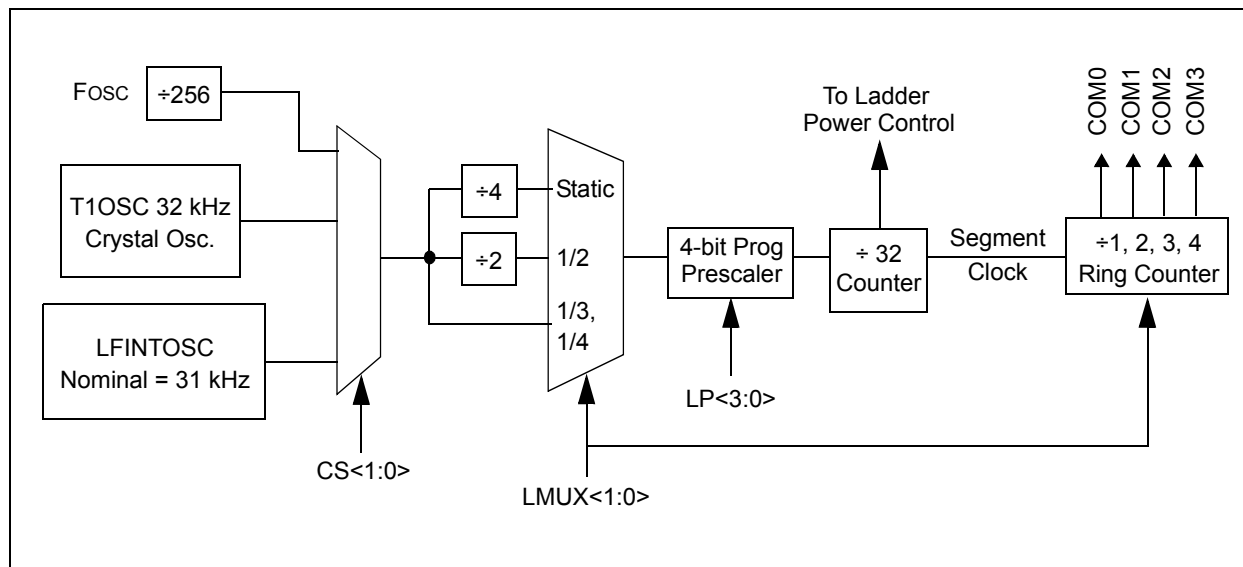 FOSC
÷256
T1OSC 32 kHz
Crystal Osc.
LFINTOSC
Nominal = 31 kHz
CS<1:0>
÷4
÷2
Static
1/2
1/3,
1/4
LMUX<1:0>
4-bit Prog
Prescaler
LP<3:0>
To Ladder
Power Control
÷ 32
Counter
Segment
Clock
COM0
COM1
COM2
COM3
÷1, 2, 3, 4
Ring Counter